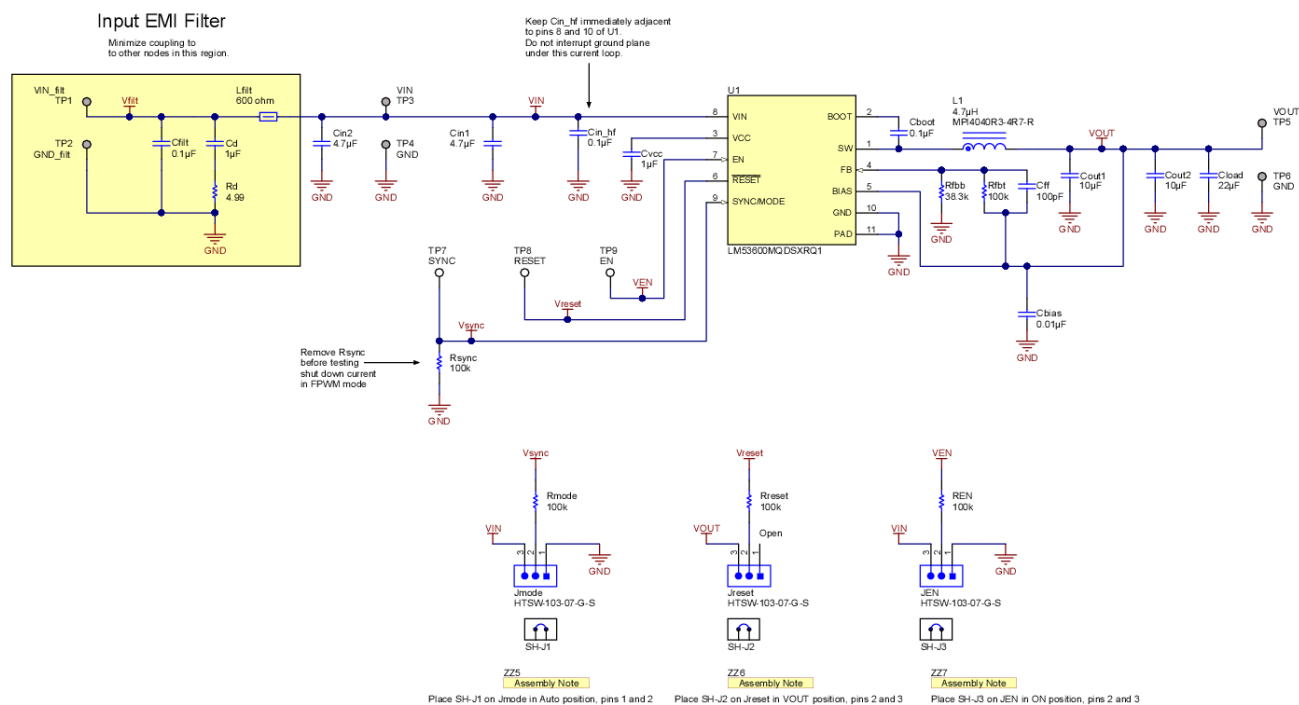 Input EMI Filter
Minimize coupling to
to other nodes in this region.
Keep Cin_hf immediately adjacent
to pins 8 and 10 of U1.
Do not interrupt ground plane
under this current loop.
VIN_filt
TP1
Vfilt
Lfilt
600 ohm
TP2
GND_filt
Cfilt
0.1µF
Cd
1µF
Rd
4.99
GND
Cin2
4.7µF
GND
VIN
TP3
TP4
GND
GND
Cin1
4.7µF
GND
VIN
Cin_hf
0.1µF
GND
Cvcc
1µF
GND
U1
8
VIN
3
VCC
7
EN
6
RESET
9
SYNC/MODE
BOOT
2
SW
1
FB
4
BIAS
5
GND
10
PAD
11
LM53600MQDSXRQ1
GND
Cboot
0.1µF
L1
4.7µH
MPI4040R3-4R7-R
VOUT
VOUT
TP5
Rfbb
38.3k
GND
Rfbt
100k
Cff
100pF
Cout1
10µF
GND
Cout2
10µF
GND
Cload
22µF
GND
TP6
GND
GND
Cbias
0.01µF
GND
TP7
SYNC
TP8
RESET
TP9
EN
VEN
Vreset
Vsync
Remove Rsync
before testing
shut down current
in FPWM mode
Rsync
100k
GND
Vsync
Rmode
100k
VIN
3
2
1
GND
Jmode
HTSW-103-07-G-S
SH-J1
ZZ5
Assembly Note
Place SH-J1 on Jmode in Auto position, pins 1 and 2
Vreset
Rreset
100k
VOUT
Open
3
2
1
Jreset
HTSW-103-07-G-S
SH-J2
ZZ6
Assembly Note
Place SH-J2 on Jreset in VOUT position, pins 2 and 3
VEN
REN
100k
VIN
3
2
1
GND
JEN
HTSW-103-07-G-S
SH-J3
ZZ7
Assembly Note
Place SH-J3 on JEN in ON position, pins 2 and 3